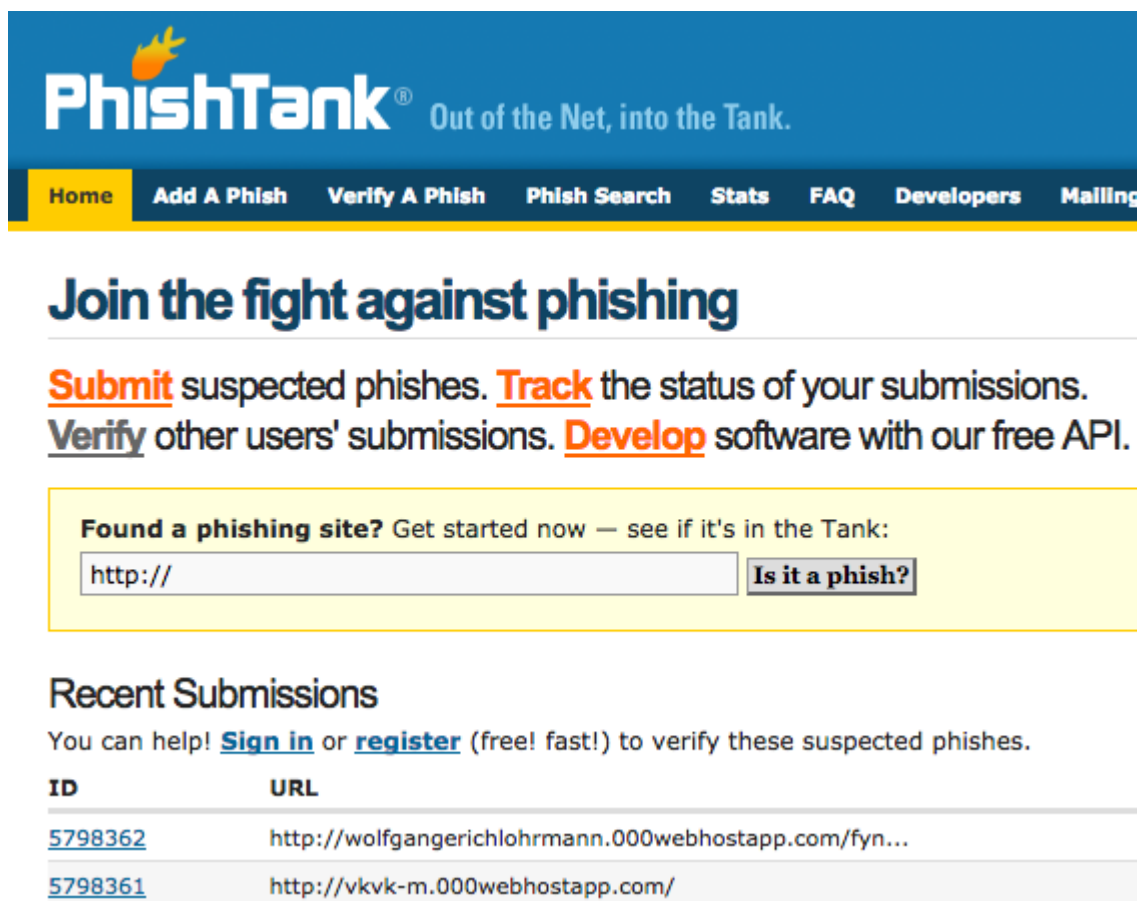 PhishTank® Out of the Net, into the Tank.
Home Add A Phish Verify A Phish Phish Search Stats FAQ Developers Mailing
Join the fight against phishing
Submit suspected phishes. Track the status of your submissions.
Verify other users' submissions. Develop software with our free API.
Found a phishing site? Get started now — see if it's in the Tank:
http:// Is it a phish?
Recent Submissions
You can help! Sign in or register (free! fast!) to verify these suspected phishes.
ID URL
5798362 http://wolfgangerichlohrmann.000webhostapp.com/fyn...
5798361 http://vkvk-m.000webhostapp.com/